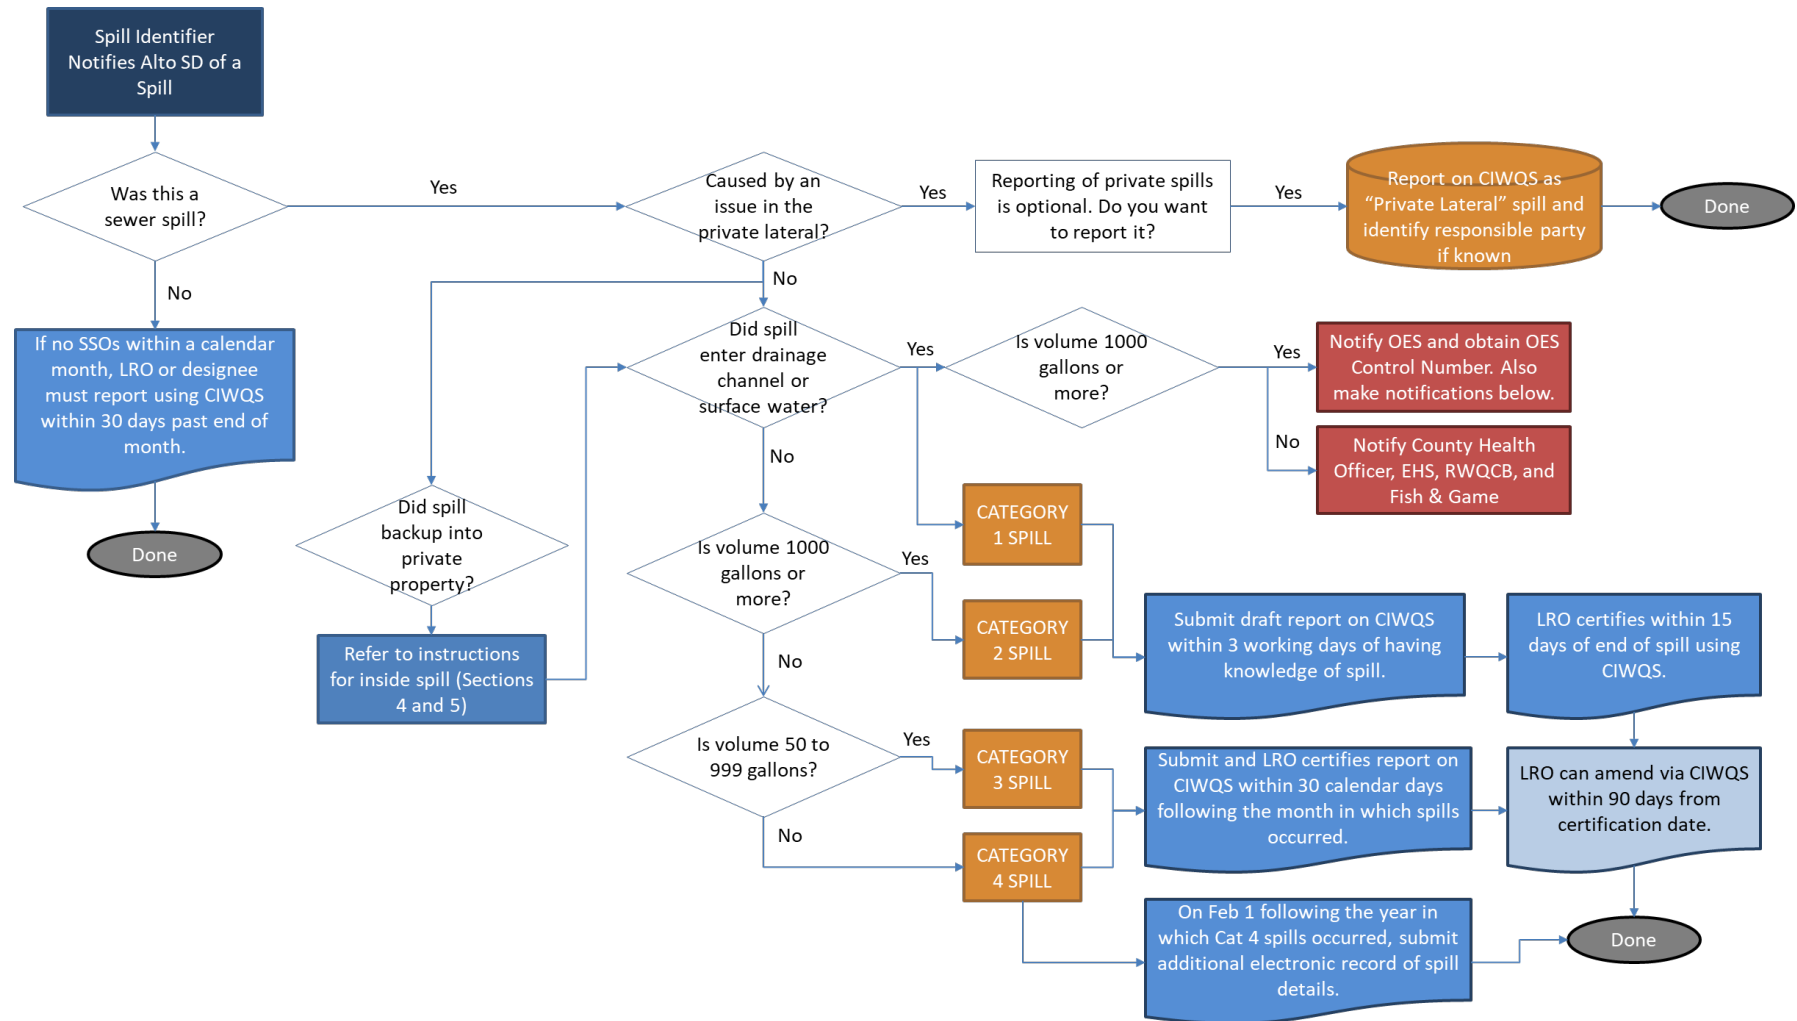 Spill Identifier
Notifies Alto SD of a
Spill
Was this a
sewer spill?
Yes
Caused by an
issue in the
private lateral?
Yes
Reporting of private spills
is optional. Do you want
to report it?
Yes
Report on CIWQS as
“Private Lateral” spill and
identify responsible party
if known
Done
No
If no SSOs within a calendar
month, LRO or designee
must report using CIWQS
within 30 days past end of
month.
Done
No
Did spill
enter drainage
channel or
surface water?
Yes
Is volume 1000
gallons or
more?
Yes
Notify OES and obtain OES
Control Number. Also
make notifications below.
No
Notify County Health
Officer, EHS, RWQCB, and
Fish & Game
Did spill
backup into
private
property?
Refer to instructions
for inside spill (Sections
4 and 5)
No
Is volume 1000
gallons or
more?
Yes
CATEGORY
1 SPILL
CATEGORY
2 SPILL
Submit draft report on CIWQS
within 3 working days of having
knowledge of spill.
LRO certifies within 15
days of end of spill using
CIWQS.
No
Is volume 50 to
999 gallons?
Yes
CATEGORY
3 SPILL
Submit and LRO certifies report on
CIWQS within 30 calendar days
following the month in which spills
occurred.
LRO can amend via CIWQS
within 90 days from
certification date.
No
CATEGORY
4 SPILL
On Feb 1 following the year in
which Cat 4 spills occurred, submit
additional electronic record of spill
details.
Done